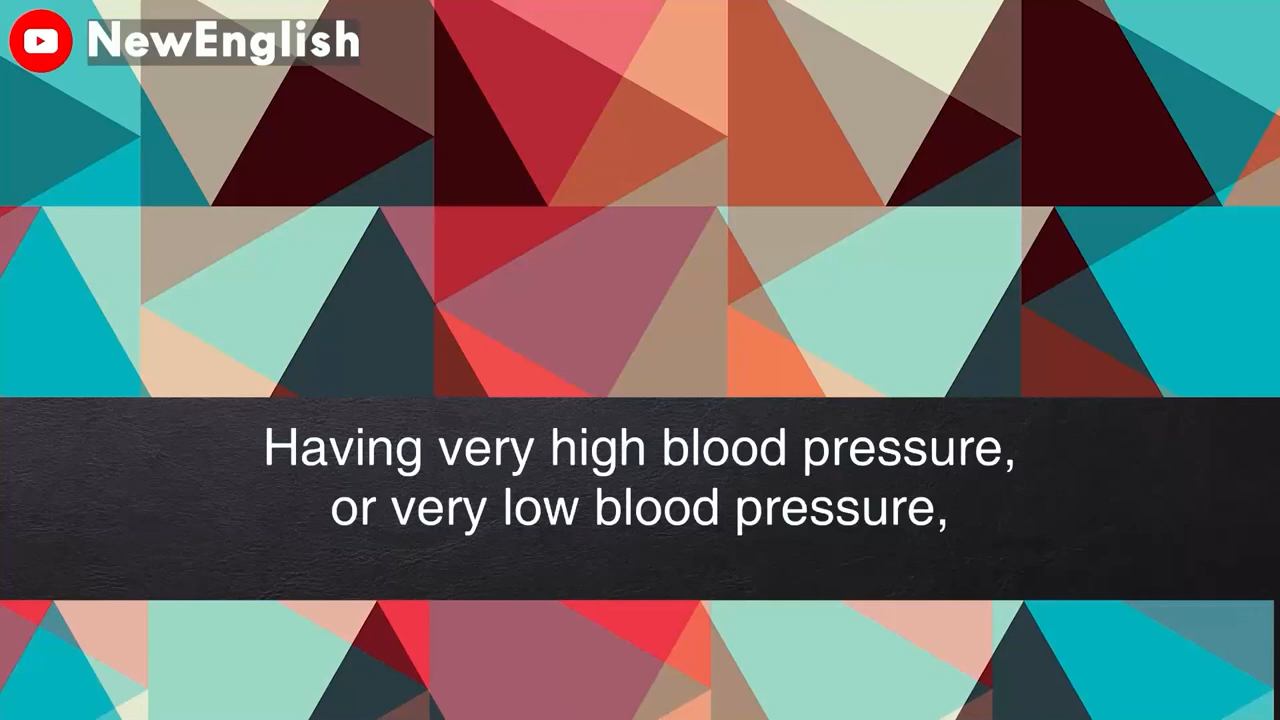 NewEnglish
Having very high blood pressure,
or very low blood pressure,